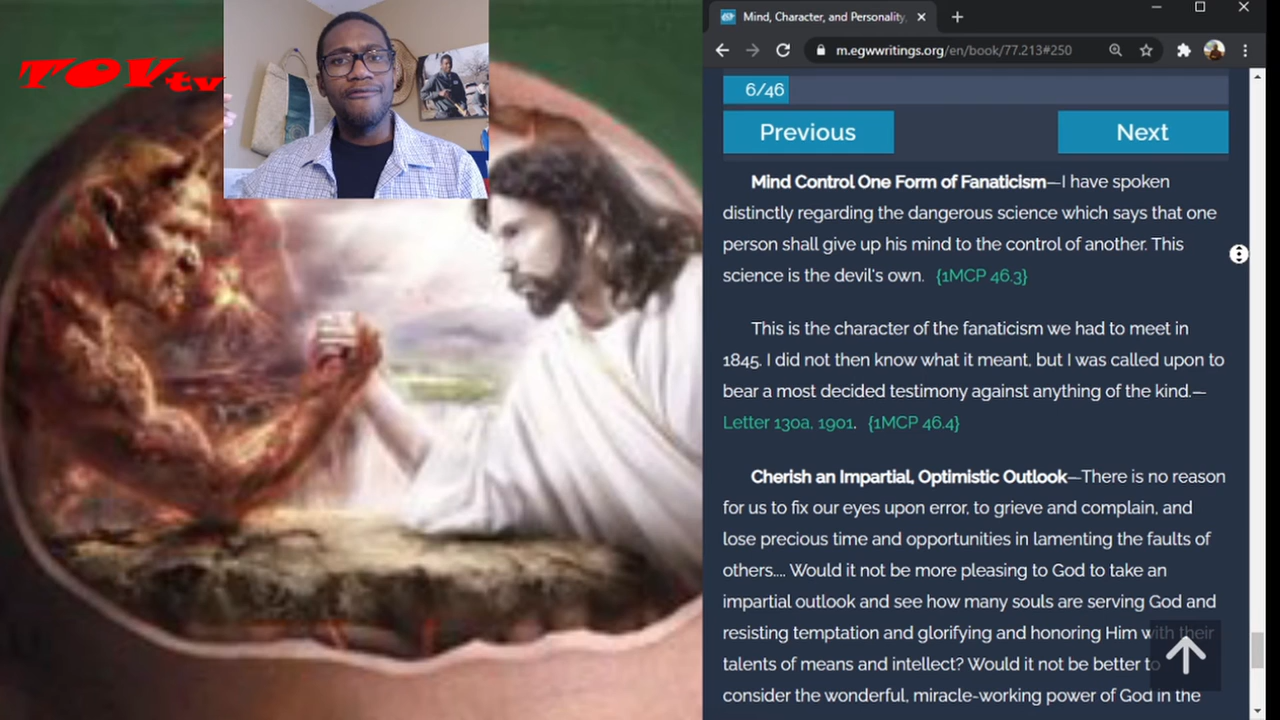 TOVtv
Mind, Character, and Personality,
m.egwwritings.org/en/book/77.213#250
6/46
Previous
Next
Mind Control One Form of Fanaticism—I have spoken
distinctly regarding the dangerous science which says that one
person shall give up his mind to the control of another. This
science is the devil's own. {1MCP 46.3}
This is the character of the fanaticism we had to meet in
1845. I did not then know what it meant, but I was called upon to
bear a most decided testimony against anything of the kind.—
Letter 130a, 1901. {1MCP 46.4}
Cherish an Impartial, Optimistic Outlook—There is no reason
for us to fix our eyes upon error, to grieve and complain, and
lose precious time and opportunities in lamenting the faults of
others.... Would it not be more pleasing to God to take an
impartial outlook and see how many souls are serving God and
resisting temptation and glorifying and honoring Him with their
talents of means and intellect? Would it not be better to
consider the wonderful, miracle-working power of God in the